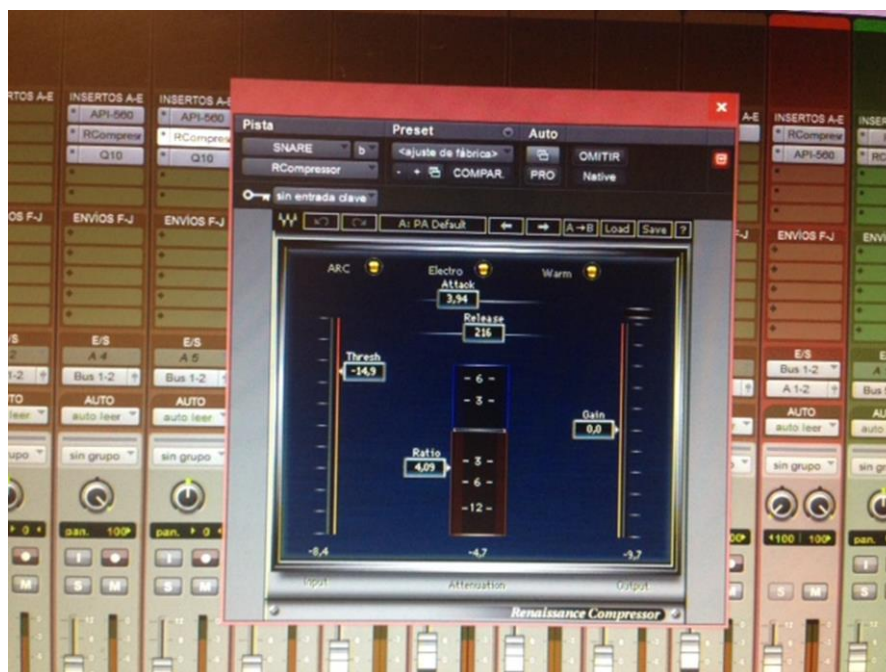 INSERTOS A-E
INSERTOS A-E
API-560
RCompresr
Q10
API-560
RCompresr
Q10
Pista
Preset
Auto
SNARE
b
<ajuste de fábrica>
OMITIR
RCompressor
- +
COMPAR.
PRO
Native
sin entrada clave
A: PA Default
A→B
Load
Save
?
ARC
Electro
Warm
Attack
3,94
Release
216
Thresh
-14,9
- 6 -
- 3 -
Gain
0,0
Ratio
4,09
- 3 -
- 6 -
-12-
-8,4
-4,7
-9,7
Input
Attenuation
Output
Renaissance Compressor
ENVÍOS F-J
ENVÍOS F-J
E/S
A 4
Bus 1-2
AUTO
auto leer
sin grupo
pan. 100
I
S
M
E/S
A 5
Bus 1-2
AUTO
auto leer
sin grupo
pan. 0
I
S
M
INSERTOS A-E
RCompresr
API-560
ENVÍOS F-J
E/S
Bus 1-2
A 1-2
AUTO
auto leer
sin grupo
100 100
S
M